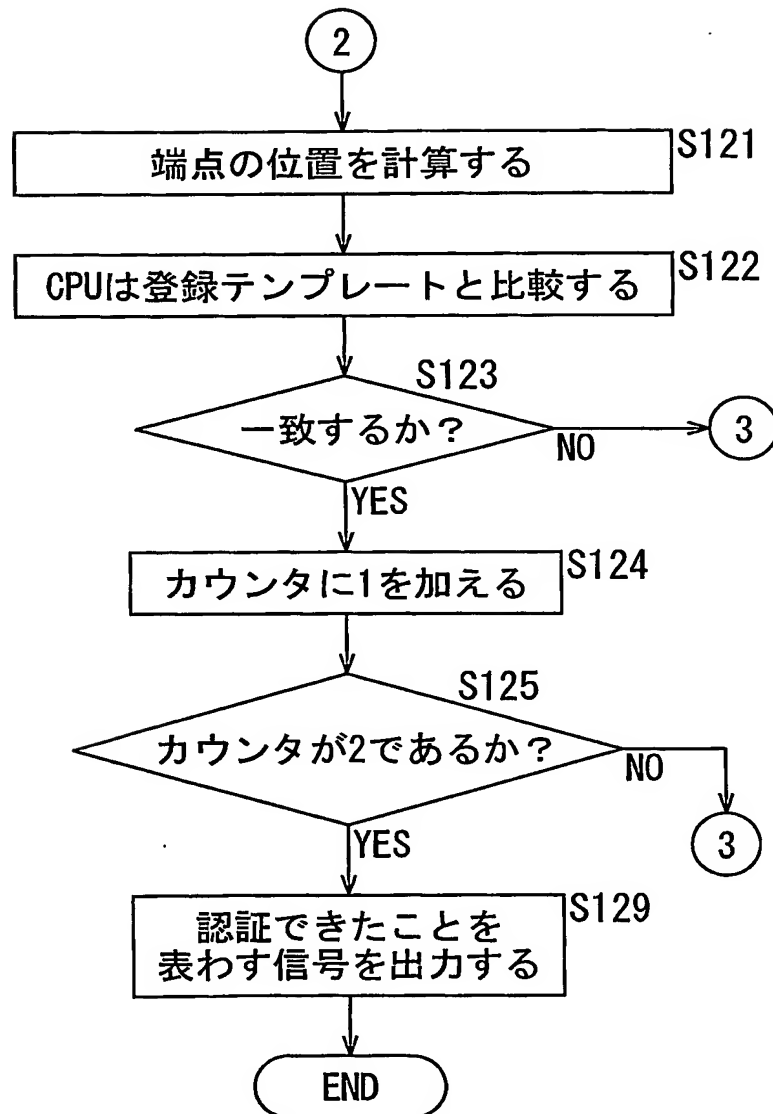 2
端点の位置を計算する
S121
CPUは登録テンプレートと比較する
S122
S123
一致するか?
NO
3
YES
カウンタに1を加える
S124
S125
カウンタが2であるか?
NO
3
YES
認証できたことを
表わす信号を出力する
S129
END